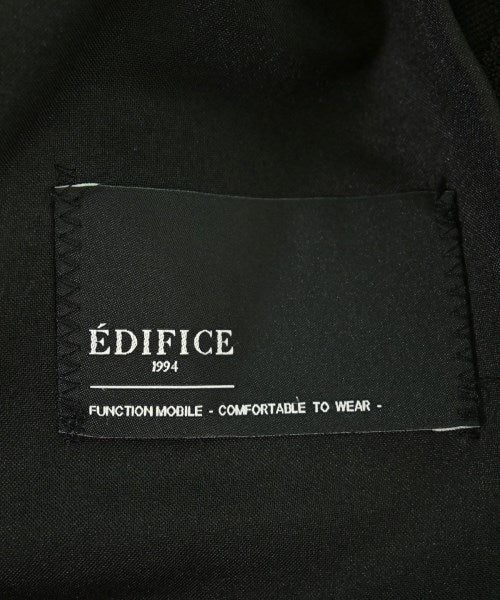 ÉDIFICE
1994
FUNCTION MOBILE - COMFORTABLE TO WEAR -